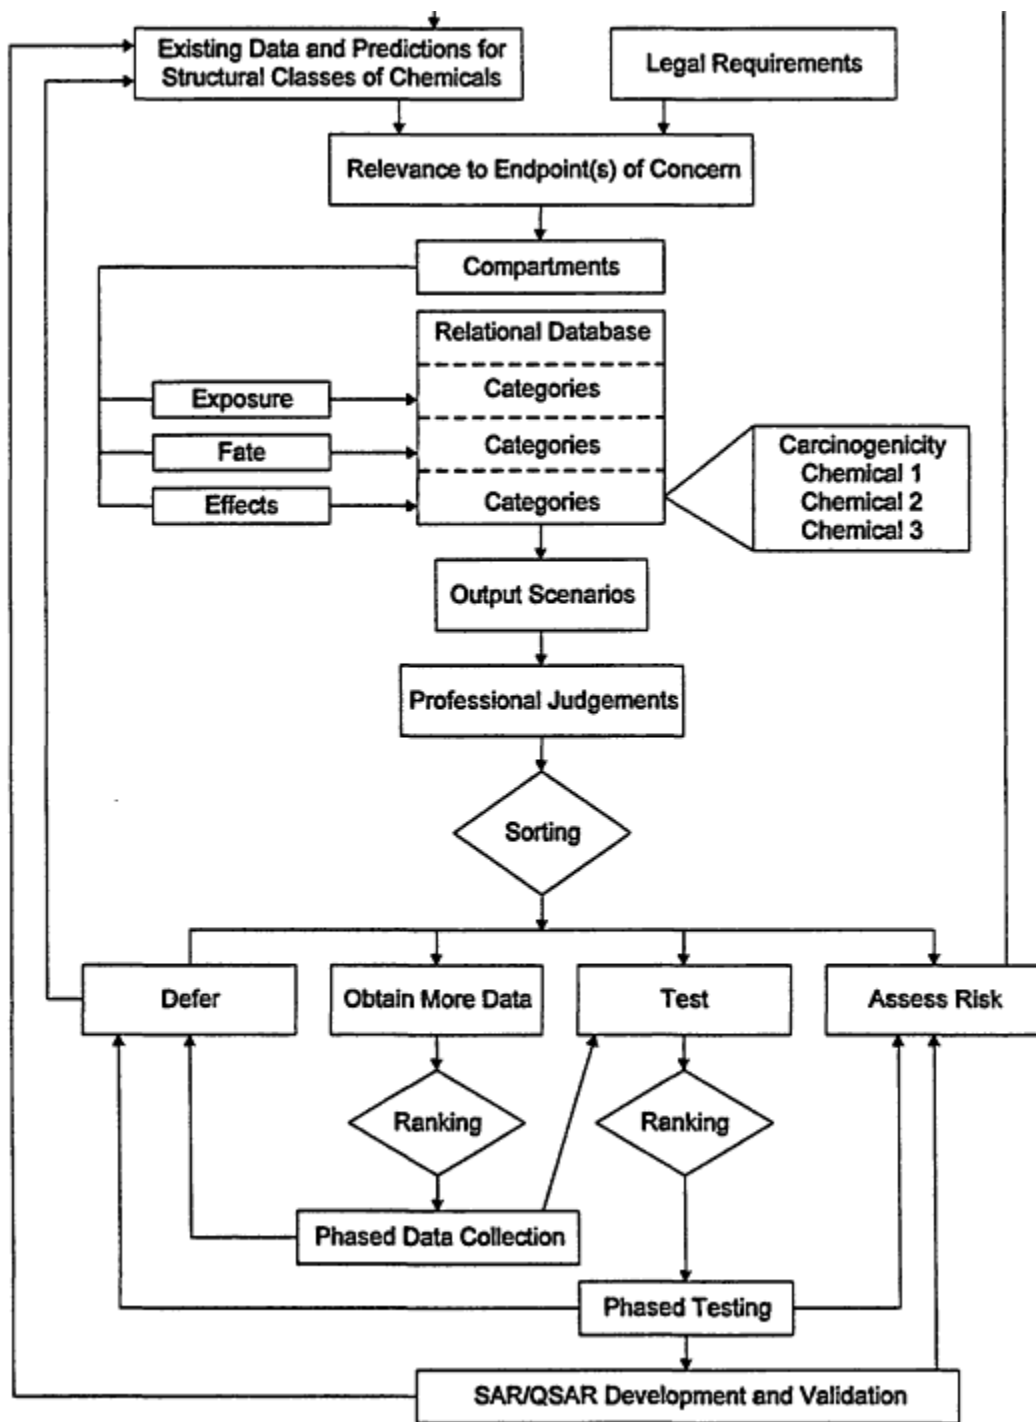 Existing Data and Predictions for
Structural Classes of Chemicals
Legal Requirements
Relevance to Endpoint(s) of Concern
Compartments
Relational Database
Categories
Exposure
Categories
Fate
Categories
Effects
Carcinogenicity
Chemical 1
Chemical 2
Chemical 3
Output Scenarios
Professional Judgements
Sorting
Defer
Obtain More Data
Test
Assess Risk
Ranking
Ranking
Phased Data Collection
Phased Testing
SAR/QSAR Development and Validation